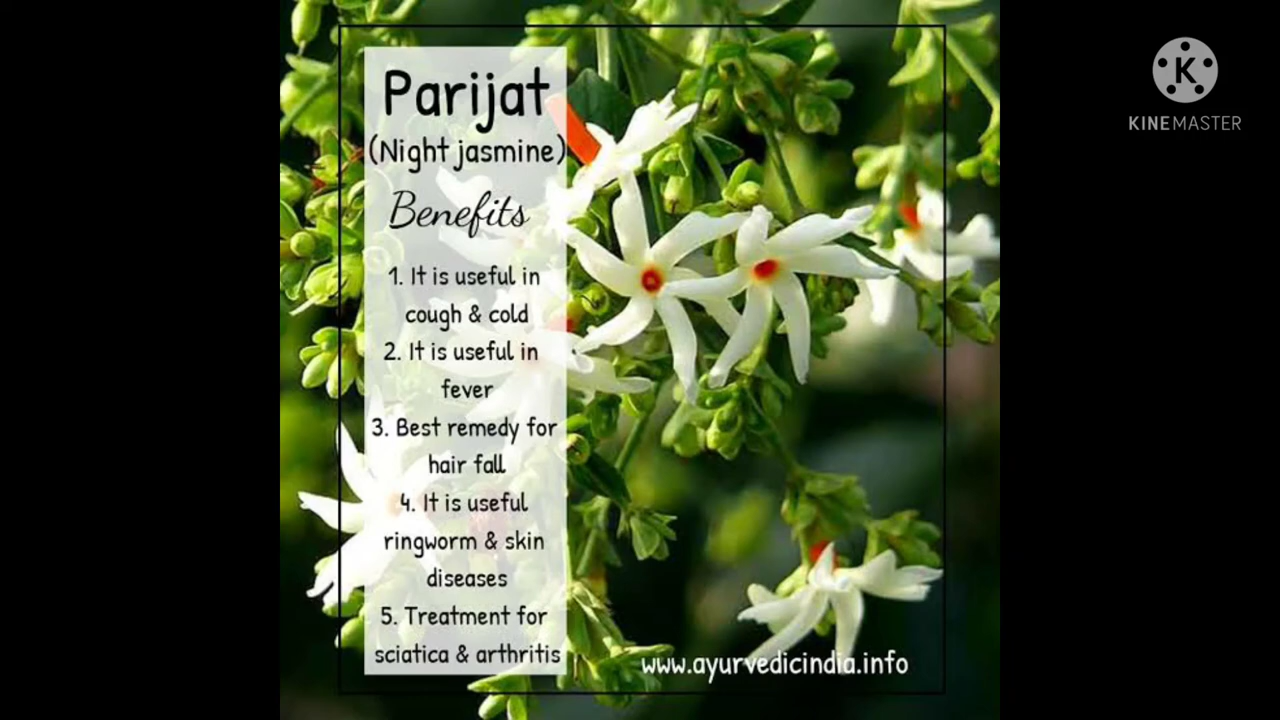 Parijat
(Night jasmine)
Benefits
1. It is useful in
cough & cold
2. It is useful in
fever
3. Best remedy for
hair fall
4. It is useful
ringworm & skin
diseases
5. Treatment for
sciatica & arthritis
www.ayurvedicindia.info
K
KINEMASTER